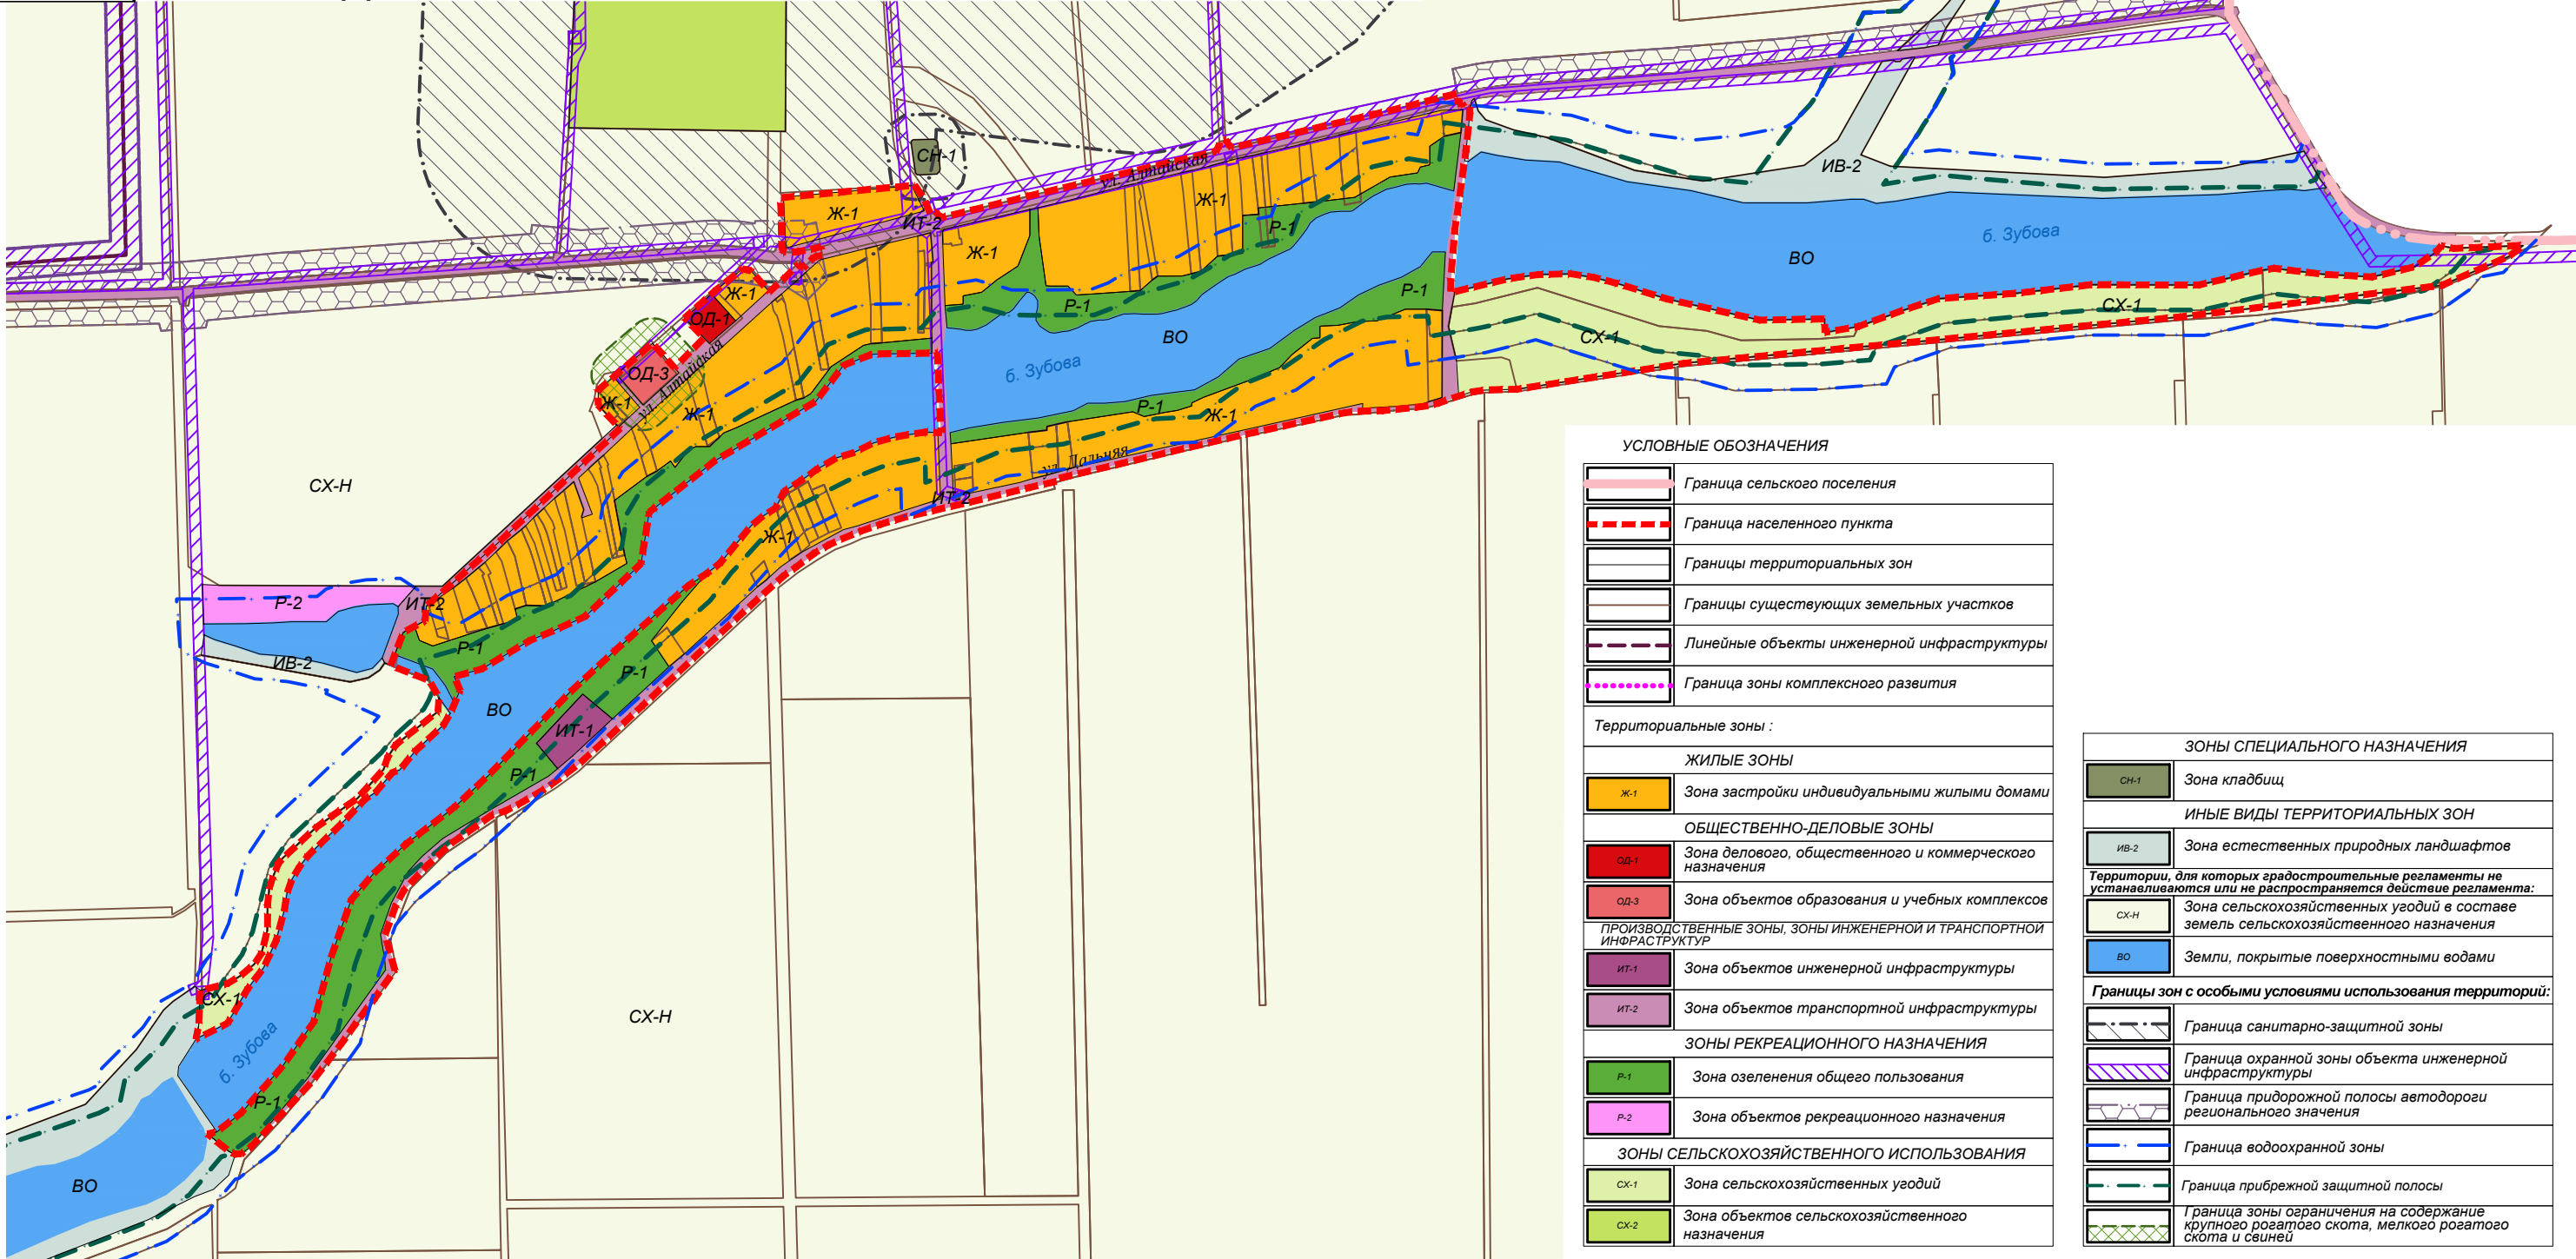 СН-1
ул. Алтайская
ИВ-2
Ж-1
Ж-1
ИТ-2
Р-1
б. Зубова
Ж-1
ВО
Ж-1
Р-1
Р-1
СХ-1
ОД-1
ВО
СХ-1
ОД-3
б. Зубова
ул. Алтайская
Ж-1
Ж-1
Р-1
Ж-1
ул. Дальняя
СХ-Н
ИТ-2
Ж-1
Р-2
ИТ-2
Р-1
ИВ-2
Р-1
ВО
ИТ-1
Р-1
СХ-1
СХ-Н
б. Зубова
Р-1
ВО
УСЛОВНЫЕ ОБОЗНАЧЕНИЯ
Граница сельского поселения
Граница населенного пункта
Границы территориальных зон
Границы существующих земельных участков
Линейные объекты инженерной инфраструктуры
Граница зоны комплексного развития
Территориальные зоны :
ЖИЛЫЕ ЗОНЫ
Ж-1 Зона застройки индивидуальными жилыми домами
ОБЩЕСТВЕННО-ДЕЛОВЫЕ ЗОНЫ
ОД-1 Зона делового, общественного и коммерческого
назначения
ОД-3 Зона объектов образования и учебных комплексов
ПРОИЗВОДСТВЕННЫЕ ЗОНЫ, ЗОНЫ ИНЖЕНЕРНОЙ И ТРАНСПОРТНОЙ
ИНФРАСТРУКТУР
ИТ-1 Зона объектов инженерной инфраструктуры
ИТ-2 Зона объектов транспортной инфраструктуры
ЗОНЫ РЕКРЕАЦИОННОГО НАЗНАЧЕНИЯ
Р-1 Зона озеленения общего пользования
Р-2 Зона объектов рекреационного назначения
ЗОНЫ СЕЛЬСКОХОЗЯЙСТВЕННОГО ИСПОЛЬЗОВАНИЯ
СХ-1 Зона сельскохозяйственных угодий
СХ-2 Зона объектов сельскохозяйственного
назначения
ЗОНЫ СПЕЦИАЛЬНОГО НАЗНАЧЕНИЯ
СН-1 Зона кладбищ
ИНЫЕ ВИДЫ ТЕРРИТОРИАЛЬНЫХ ЗОН
ИВ-2 Зона естественных природных ландшафтов
Территории, для которых градостроительные регламенты не
устанавливаются или не распространяется действие регламента:
СХ-Н Зона сельскохозяйственных угодий в составе
земель сельскохозяйственного назначения
ВО Земли, покрытые поверхностными водами
Границы зон с особыми условиями использования территорий:
Граница санитарно-защитной зоны
Граница охранной зоны объекта инженерной
инфраструктуры
Граница придорожной полосы автодороги
регионального значения
Граница водоохранной зоны
Граница прибрежной защитной полосы
Граница зоны ограничения на содержание
крупного рогатого скота, мелкого рогатого
скота и свиней